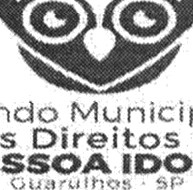 ndo Municip
s Direitos
SSOA IDO
Guarulhos - SP